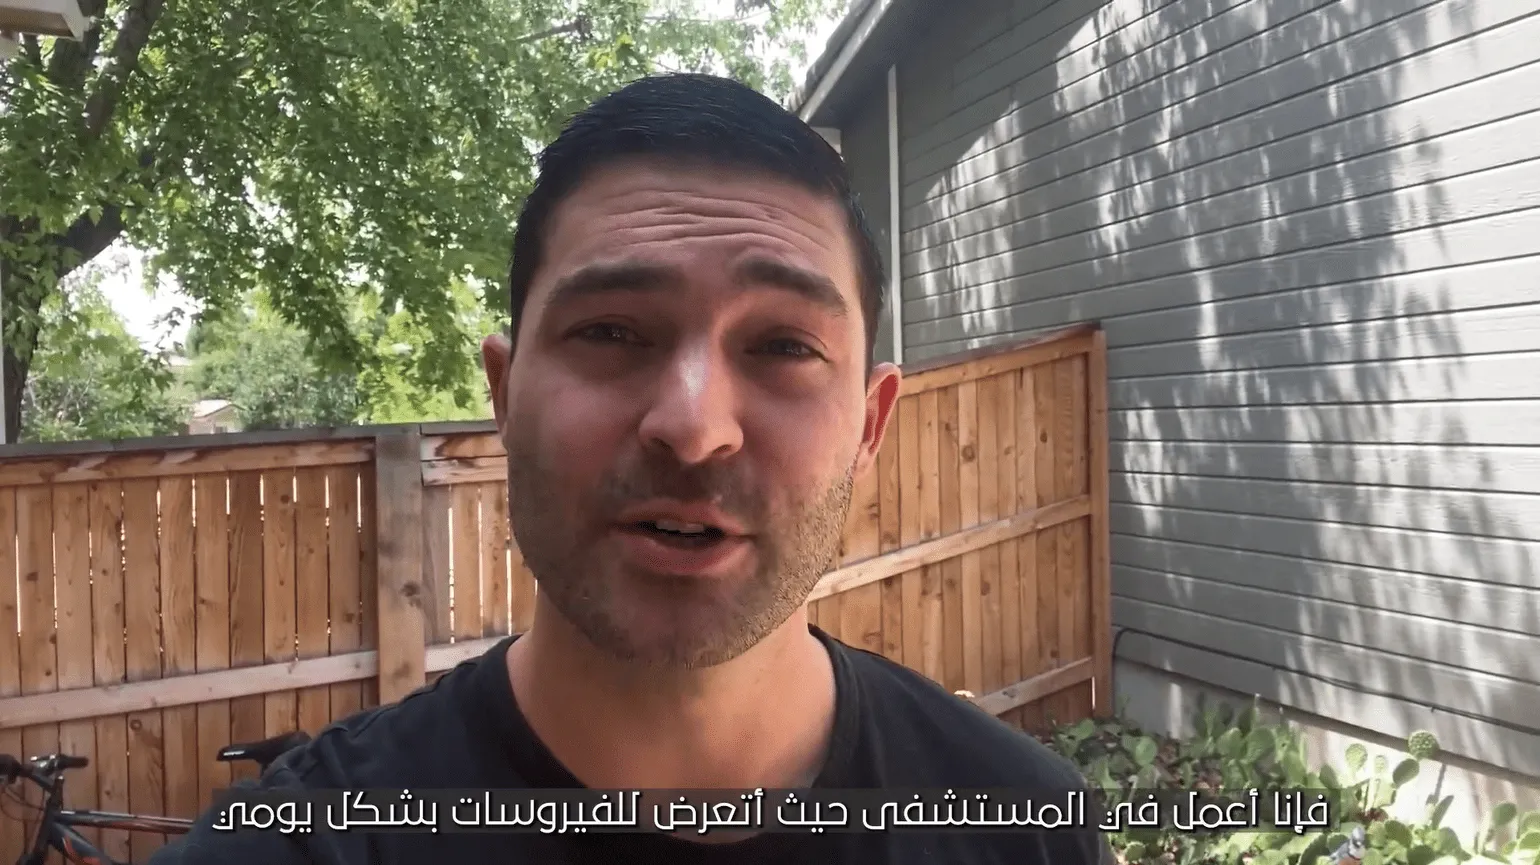 فإنا أعمل في المستشفى حيث أتعرض للفيروسات بشكل يومي